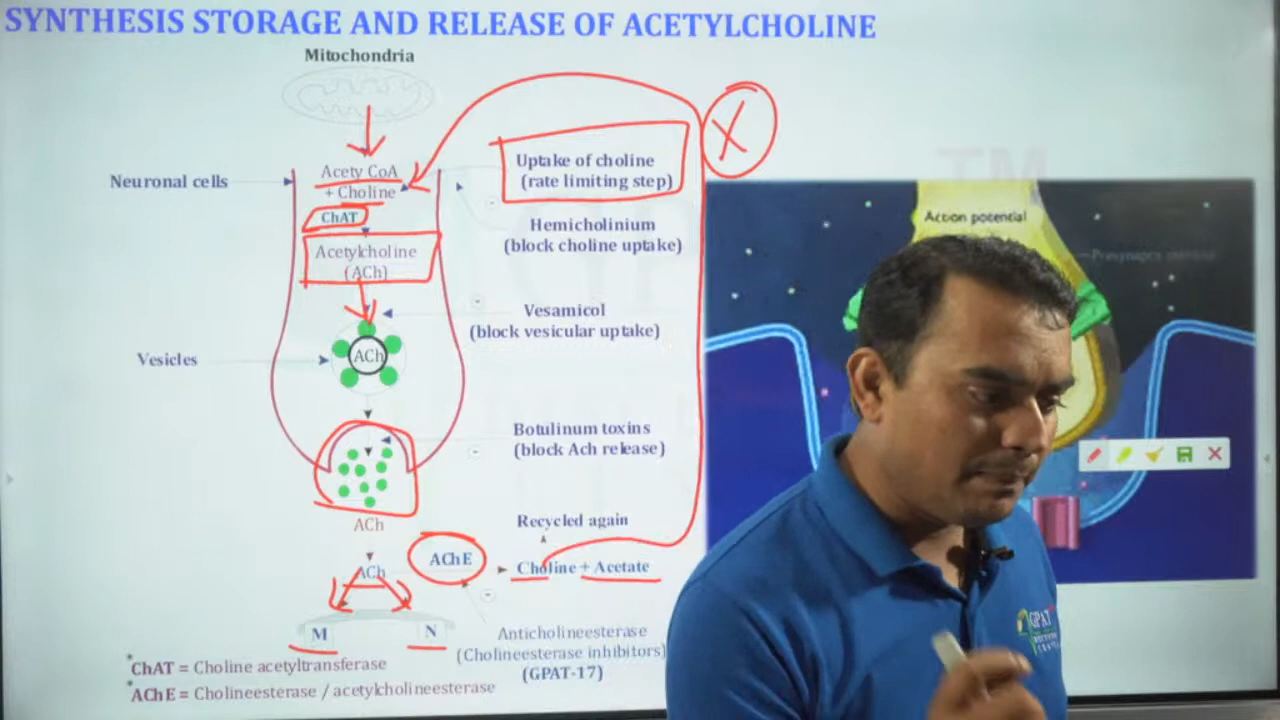 SYNTHESIS STORAGE AND RELEASE OF ACETYLCHOLINE
Mitochondria
Neuronal cells
Acety CoA
+ Choline
ChAT
Acetylcholine
(ACh)
Uptake of choline
(rate limiting step)
X
Hemicholinium
(block choline uptake)
Vesamicol
(block vesicular uptake)
Vesicles
ACh
Botulinum toxins
(block Ach release)
ACh
Recycled again
ACh
AChE
Choline + Acetate
M
N
Anticholineesterase
(Cholineesterase inhibitors)
(GPAT-17)
*ChAT = Choline acetyltransferase
*AChE = Cholineesterase / acetylcholineesterase
TM
Action potential
GPAT